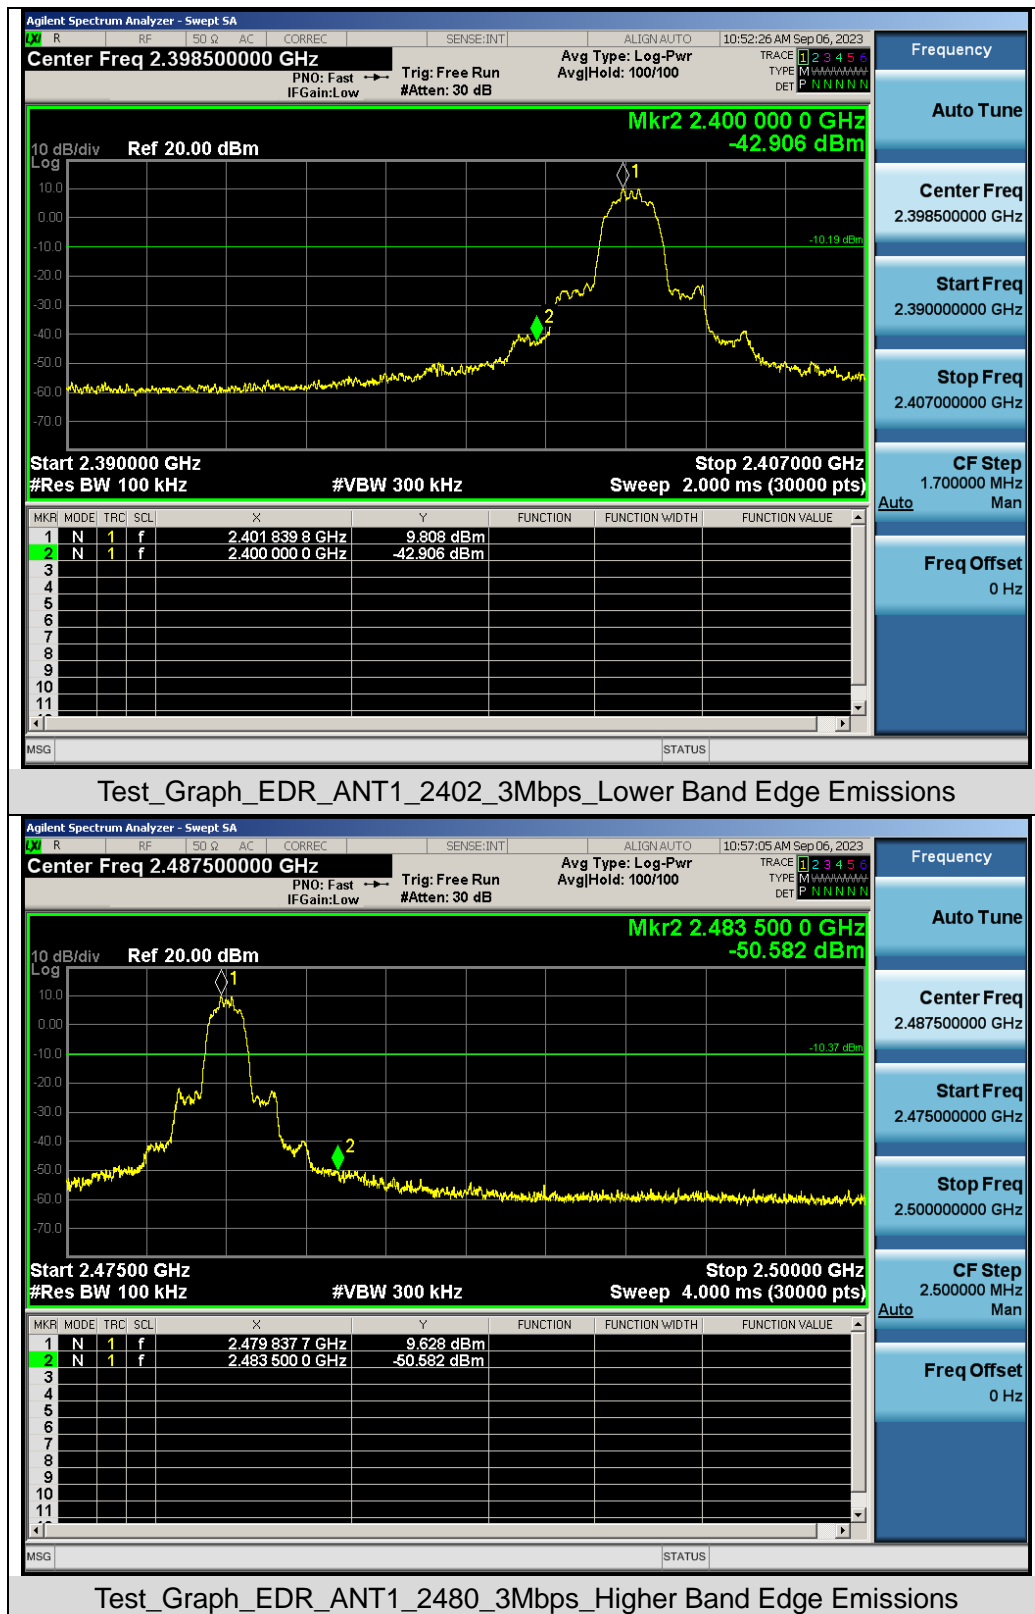 Agilent Spectrum Analyzer - Swept SA
LXI R RF 50 Ω AC CORREC SENSE:INT ALIGN AUTO 10:52:26 AM Sep 06, 2023
Center Freq 2.398500000 GHz
PNO: Fast
IFGain:Low
Trig: Free Run
#Atten: 30 dB
Avg Type: Log-Pwr
Avg|Hold: 100/100
TRACE 1 2 3 4 5 6
TYPE M
DET P N N N N N
Mkr2 2.400 000 0 GHz
-42.906 dBm
10 dB/div Ref 20.00 dBm
Log
1
10.0
0.00
-10.0
-10.19 dBm
-20.0
-30.0
2
-40.0
-50.0
-60.0
-70.0
Start 2.390000 GHz Stop 2.407000 GHz
#Res BW 100 kHz #VBW 300 kHz Sweep 2.000 ms (30000 pts)
MKR MODE TRC SCL X Y FUNCTION FUNCTION WIDTH FUNCTION VALUE
1 N 1 f 2.401 839 8 GHz 9.808 dBm
2 N 1 f 2.400 000 0 GHz -42.906 dBm
3
4
5
6
7
8
9
10
11
MSG STATUS
Frequency
Auto Tune
Center Freq
2.398500000 GHz
Start Freq
2.390000000 GHz
Stop Freq
2.407000000 GHz
CF Step
1.700000 MHz
Auto Man
Freq Offset
0 Hz
Test_Graph_EDR_ANT1_2402_3Mbps_Lower Band Edge Emissions
Agilent Spectrum Analyzer - Swept SA
LXI R RF 50 Ω AC CORREC SENSE:INT ALIGN AUTO 10:57:05 AM Sep 06, 2023
Center Freq 2.487500000 GHz
PNO: Fast
IFGain:Low
Trig: Free Run
#Atten: 30 dB
Avg Type: Log-Pwr
Avg|Hold: 100/100
TRACE 1 2 3 4 5 6
TYPE M
DET P N N N N N
Mkr2 2.483 500 0 GHz
-50.582 dBm
10 dB/div Ref 20.00 dBm
Log
1
10.0
0.00
-10.0
-10.37 dBm
-20.0
-30.0
-40.0
2
-50.0
-60.0
-70.0
Start 2.47500 GHz Stop 2.50000 GHz
#Res BW 100 kHz #VBW 300 kHz Sweep 4.000 ms (30000 pts)
MKR MODE TRC SCL X Y FUNCTION FUNCTION WIDTH FUNCTION VALUE
1 N 1 f 2.479 837 7 GHz 9.628 dBm
2 N 1 f 2.483 500 0 GHz -50.582 dBm
3
4
5
6
7
8
9
10
11
MSG STATUS
Frequency
Auto Tune
Center Freq
2.487500000 GHz
Start Freq
2.475000000 GHz
Stop Freq
2.500000000 GHz
CF Step
2.500000 MHz
Auto Man
Freq Offset
0 Hz
Test_Graph_EDR_ANT1_2480_3Mbps_Higher Band Edge Emissions